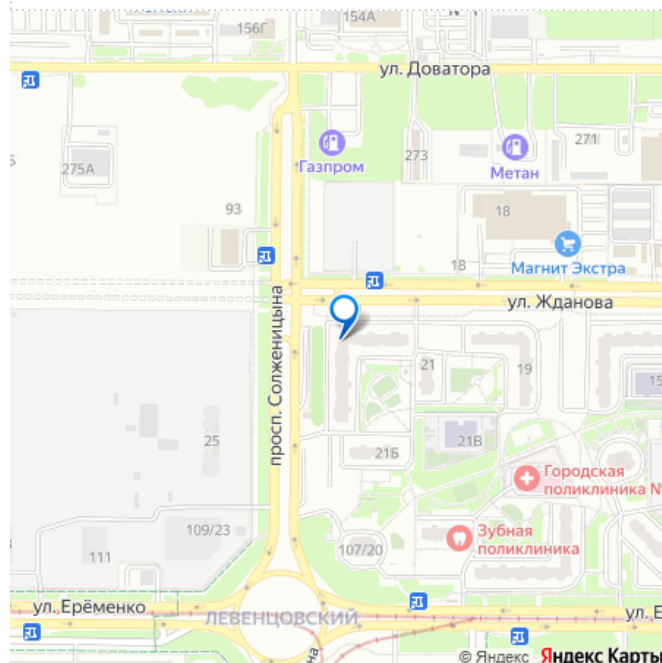 154А
156Г
ул. Доватора
275А
Газпром
273
Метан
271
93
18
Магнит Экстра
18
ул. Жданова
просп. Солженицына
21
19
15
25
21Б
21В
Городская
поликлиника №
109/23
111
107/20
Зубная
поликлиника
ул. Ерёменко
ЛЕВЕНЦОВСКИЙ
ул. Е
© Яндекс Яндекс Карты